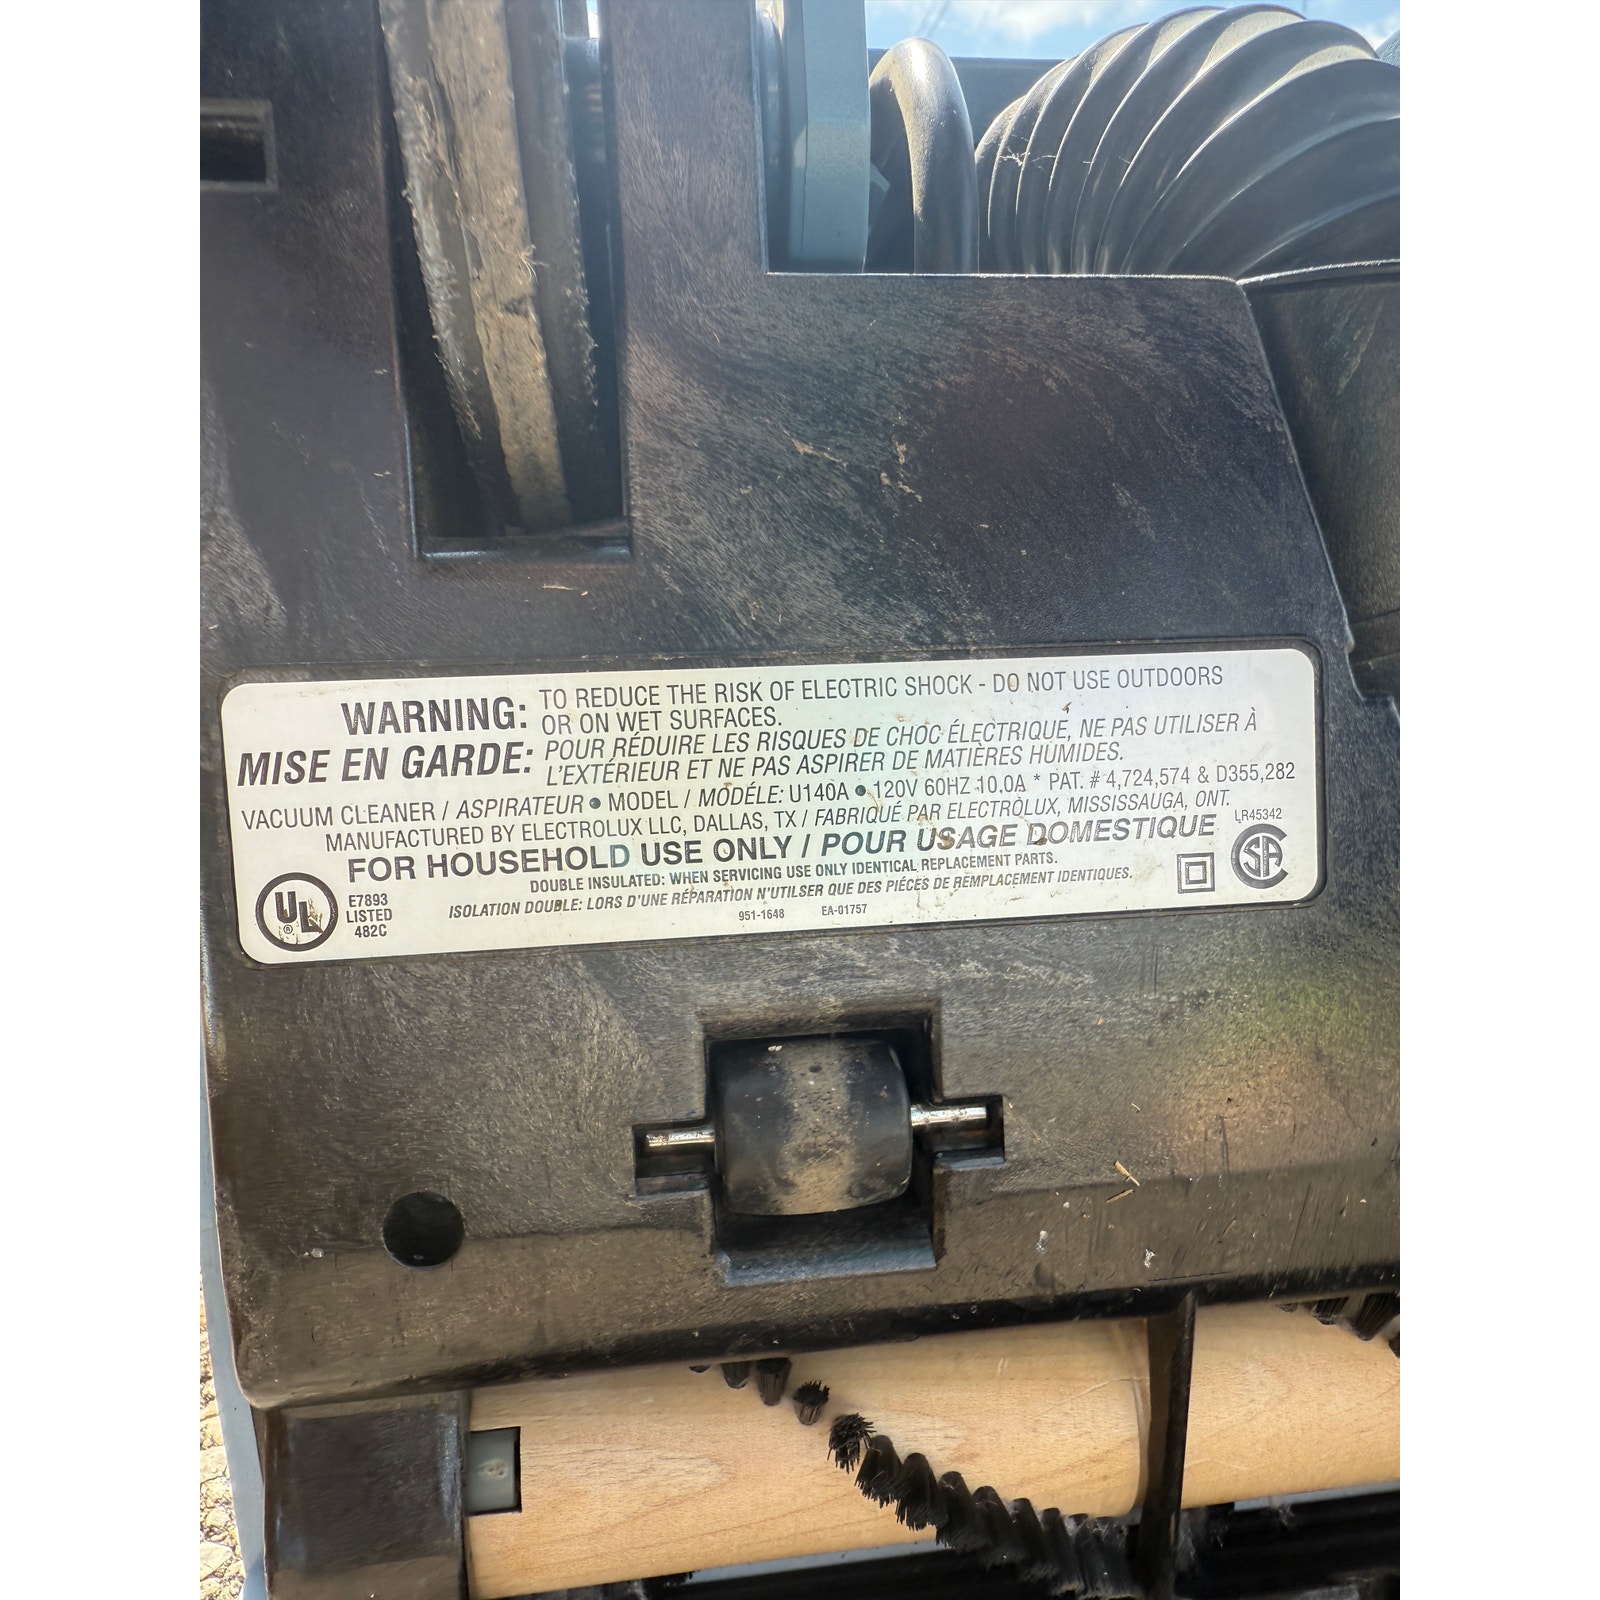 WARNING: TO REDUCE THE RISK OF ELECTRIC SHOCK - DO NOT USE OUTDOORS
OR ON WET SURFACES.
MISE EN GARDE: POUR RÉDUIRE LES RISQUES DE CHOC ÉLECTRIQUE, NE PAS UTILISER À
L'EXTÉRIEUR ET NE PAS ASPIRER DE MATIÈRES HUMIDES.
VACUUM CLEANER / ASPIRATEUR • MODEL / MODÉLE: U140A • 120V 60HZ 10.0A * PAT. # 4,724,574 & D355,282
MANUFACTURED BY ELECTROLUX LLC, DALLAS, TX / FABRIQUÉ PAR ELECTROLUX, MISSISSAUGA, ONT.
LR45342
FOR HOUSEHOLD USE ONLY / POUR USAGE DOMESTIQUE
DOUBLE INSULATED: WHEN SERVICING USE ONLY IDENTICAL REPLACEMENT PARTS.
ISOLATION DOUBLE: LORS D'UNE RÉPARATION N'UTILSER QUE DES PIÉCES DE REMPLACEMENT IDENTIQUES.
UL ®
E7893
LISTED
482C
951-1648 EA-01757
SA